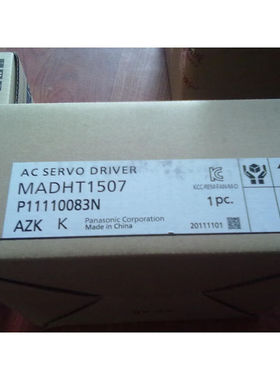 AC SERVO DRIVER
MADHT1507
P11110083N
AZK K
Panasonic Corporation
Made in China
1 pc.
20111101